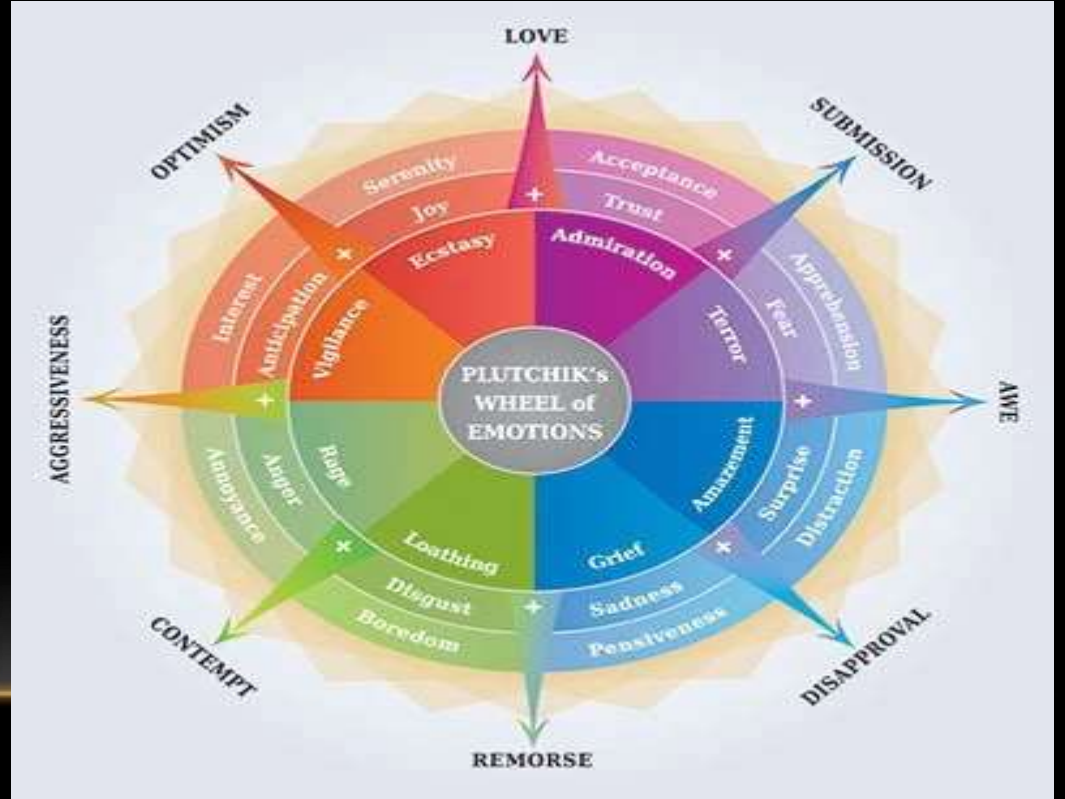 LOVE
OPTIMISM
SUBMISSION
Serenity
Acceptance
+
Joy
Trust
Ecstasy
Admiration
+
+
Interest
Anticipation
Vigilance
Terror
Fear
Apprehension
AGGRESSIVENESS
+
PLUTCHIK's
WHEEL of
EMOTIONS
+
AWE
Annoyance
Anger
Rage
Amazement
Surprise
Distraction
+
+
Loathing
Grief
Disgust
Sadness
+
Boredom
Pensiveness
CONTEMPT
DISAPPROVAL
REMORSE